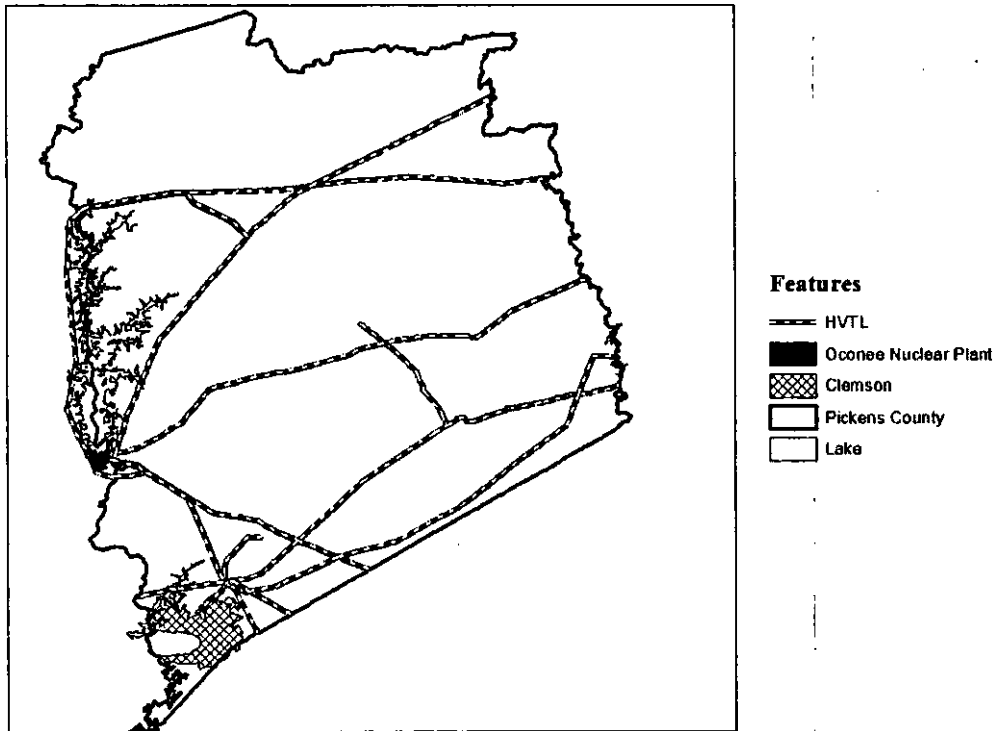 Features
HVTL
Oconee Nuclear Plant
Clemson
Pickens County
Lake